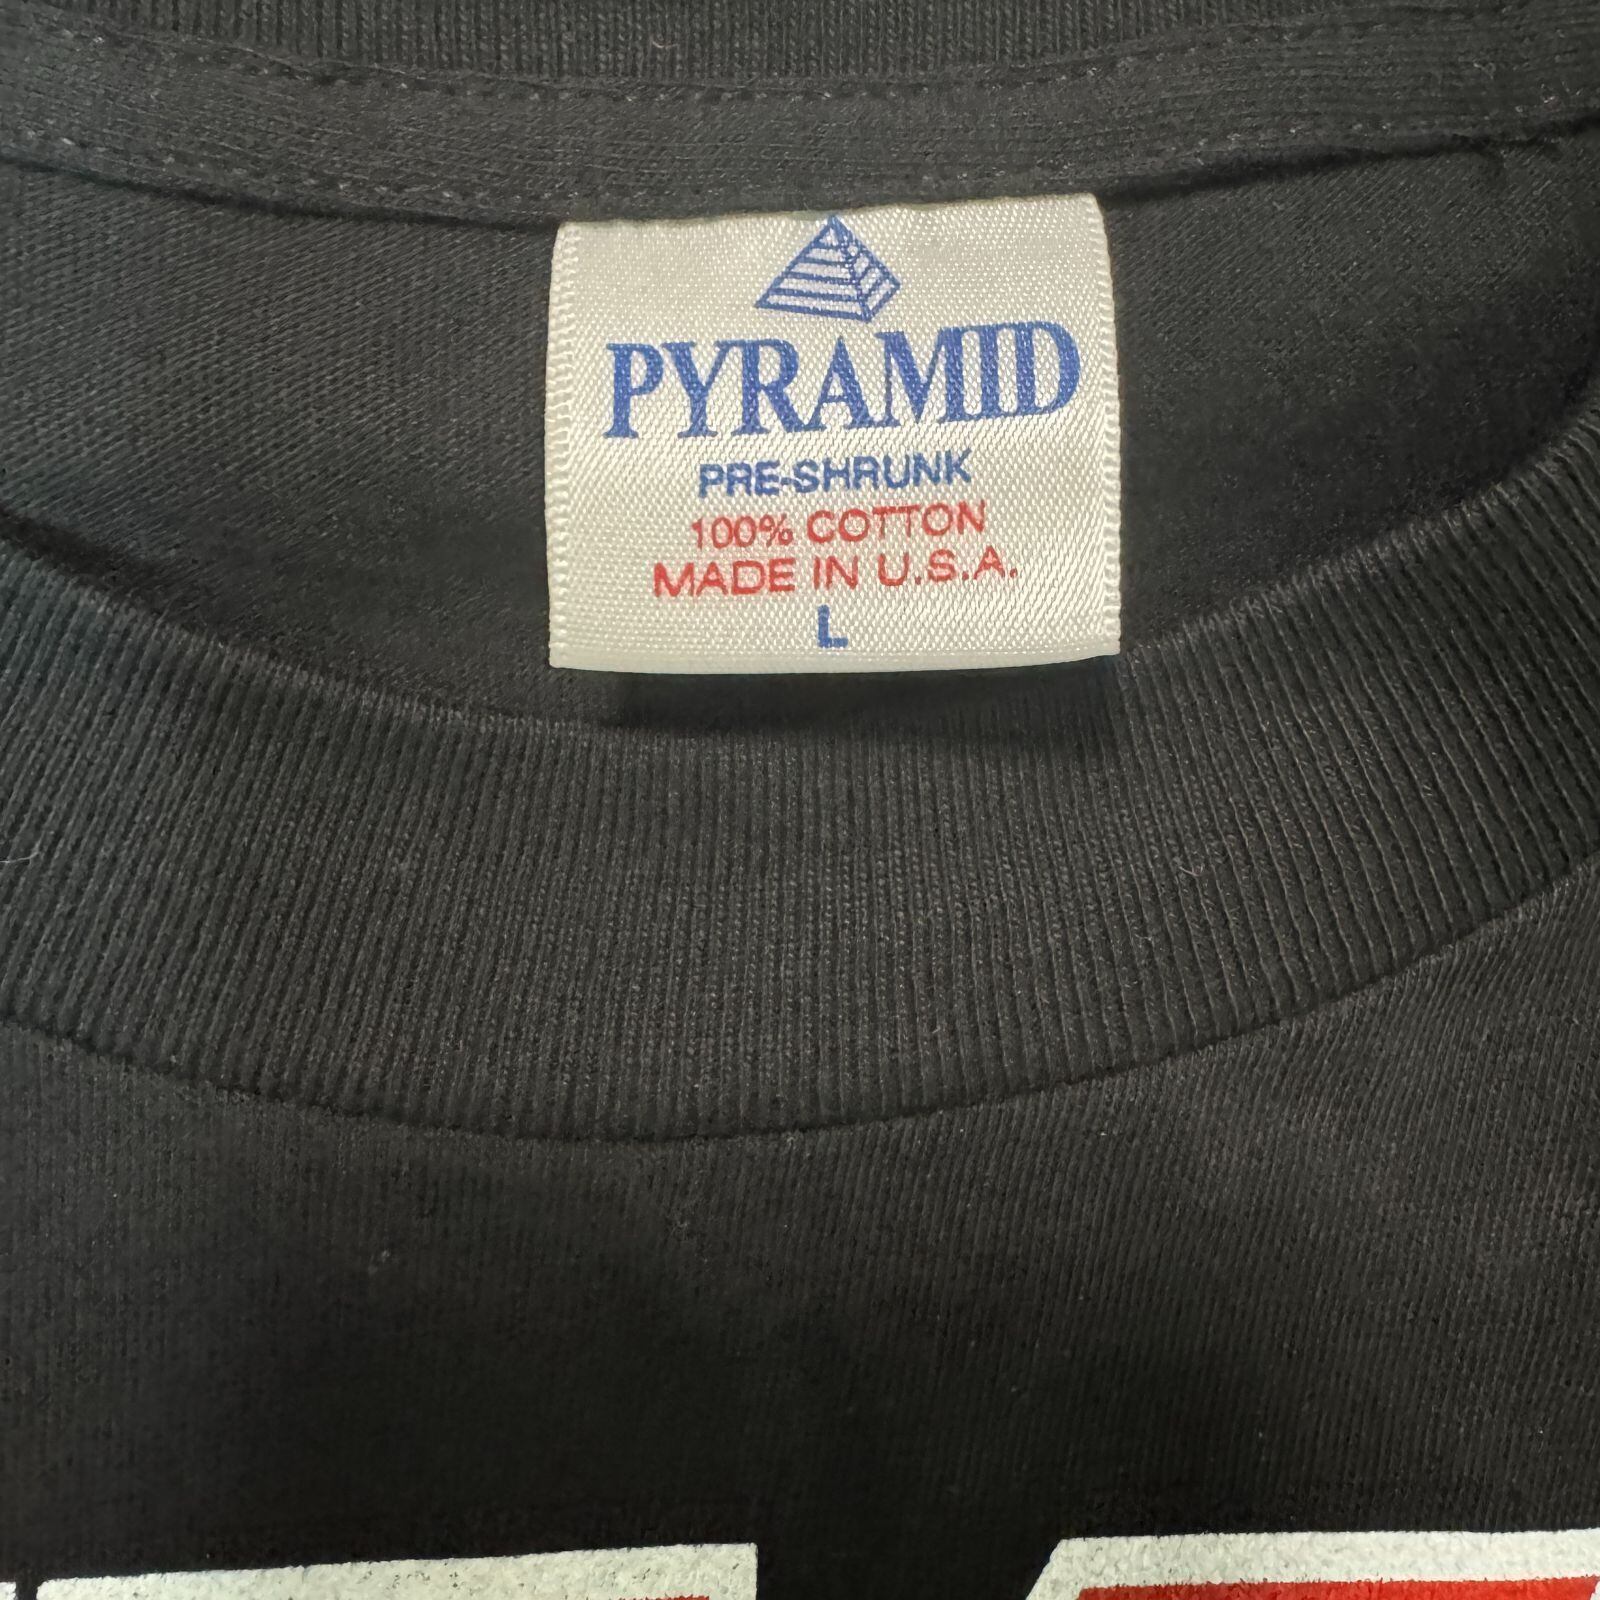 PYRAMID
PRE-SHRUNK
100% COTTON
MADE IN U.S.A.
L